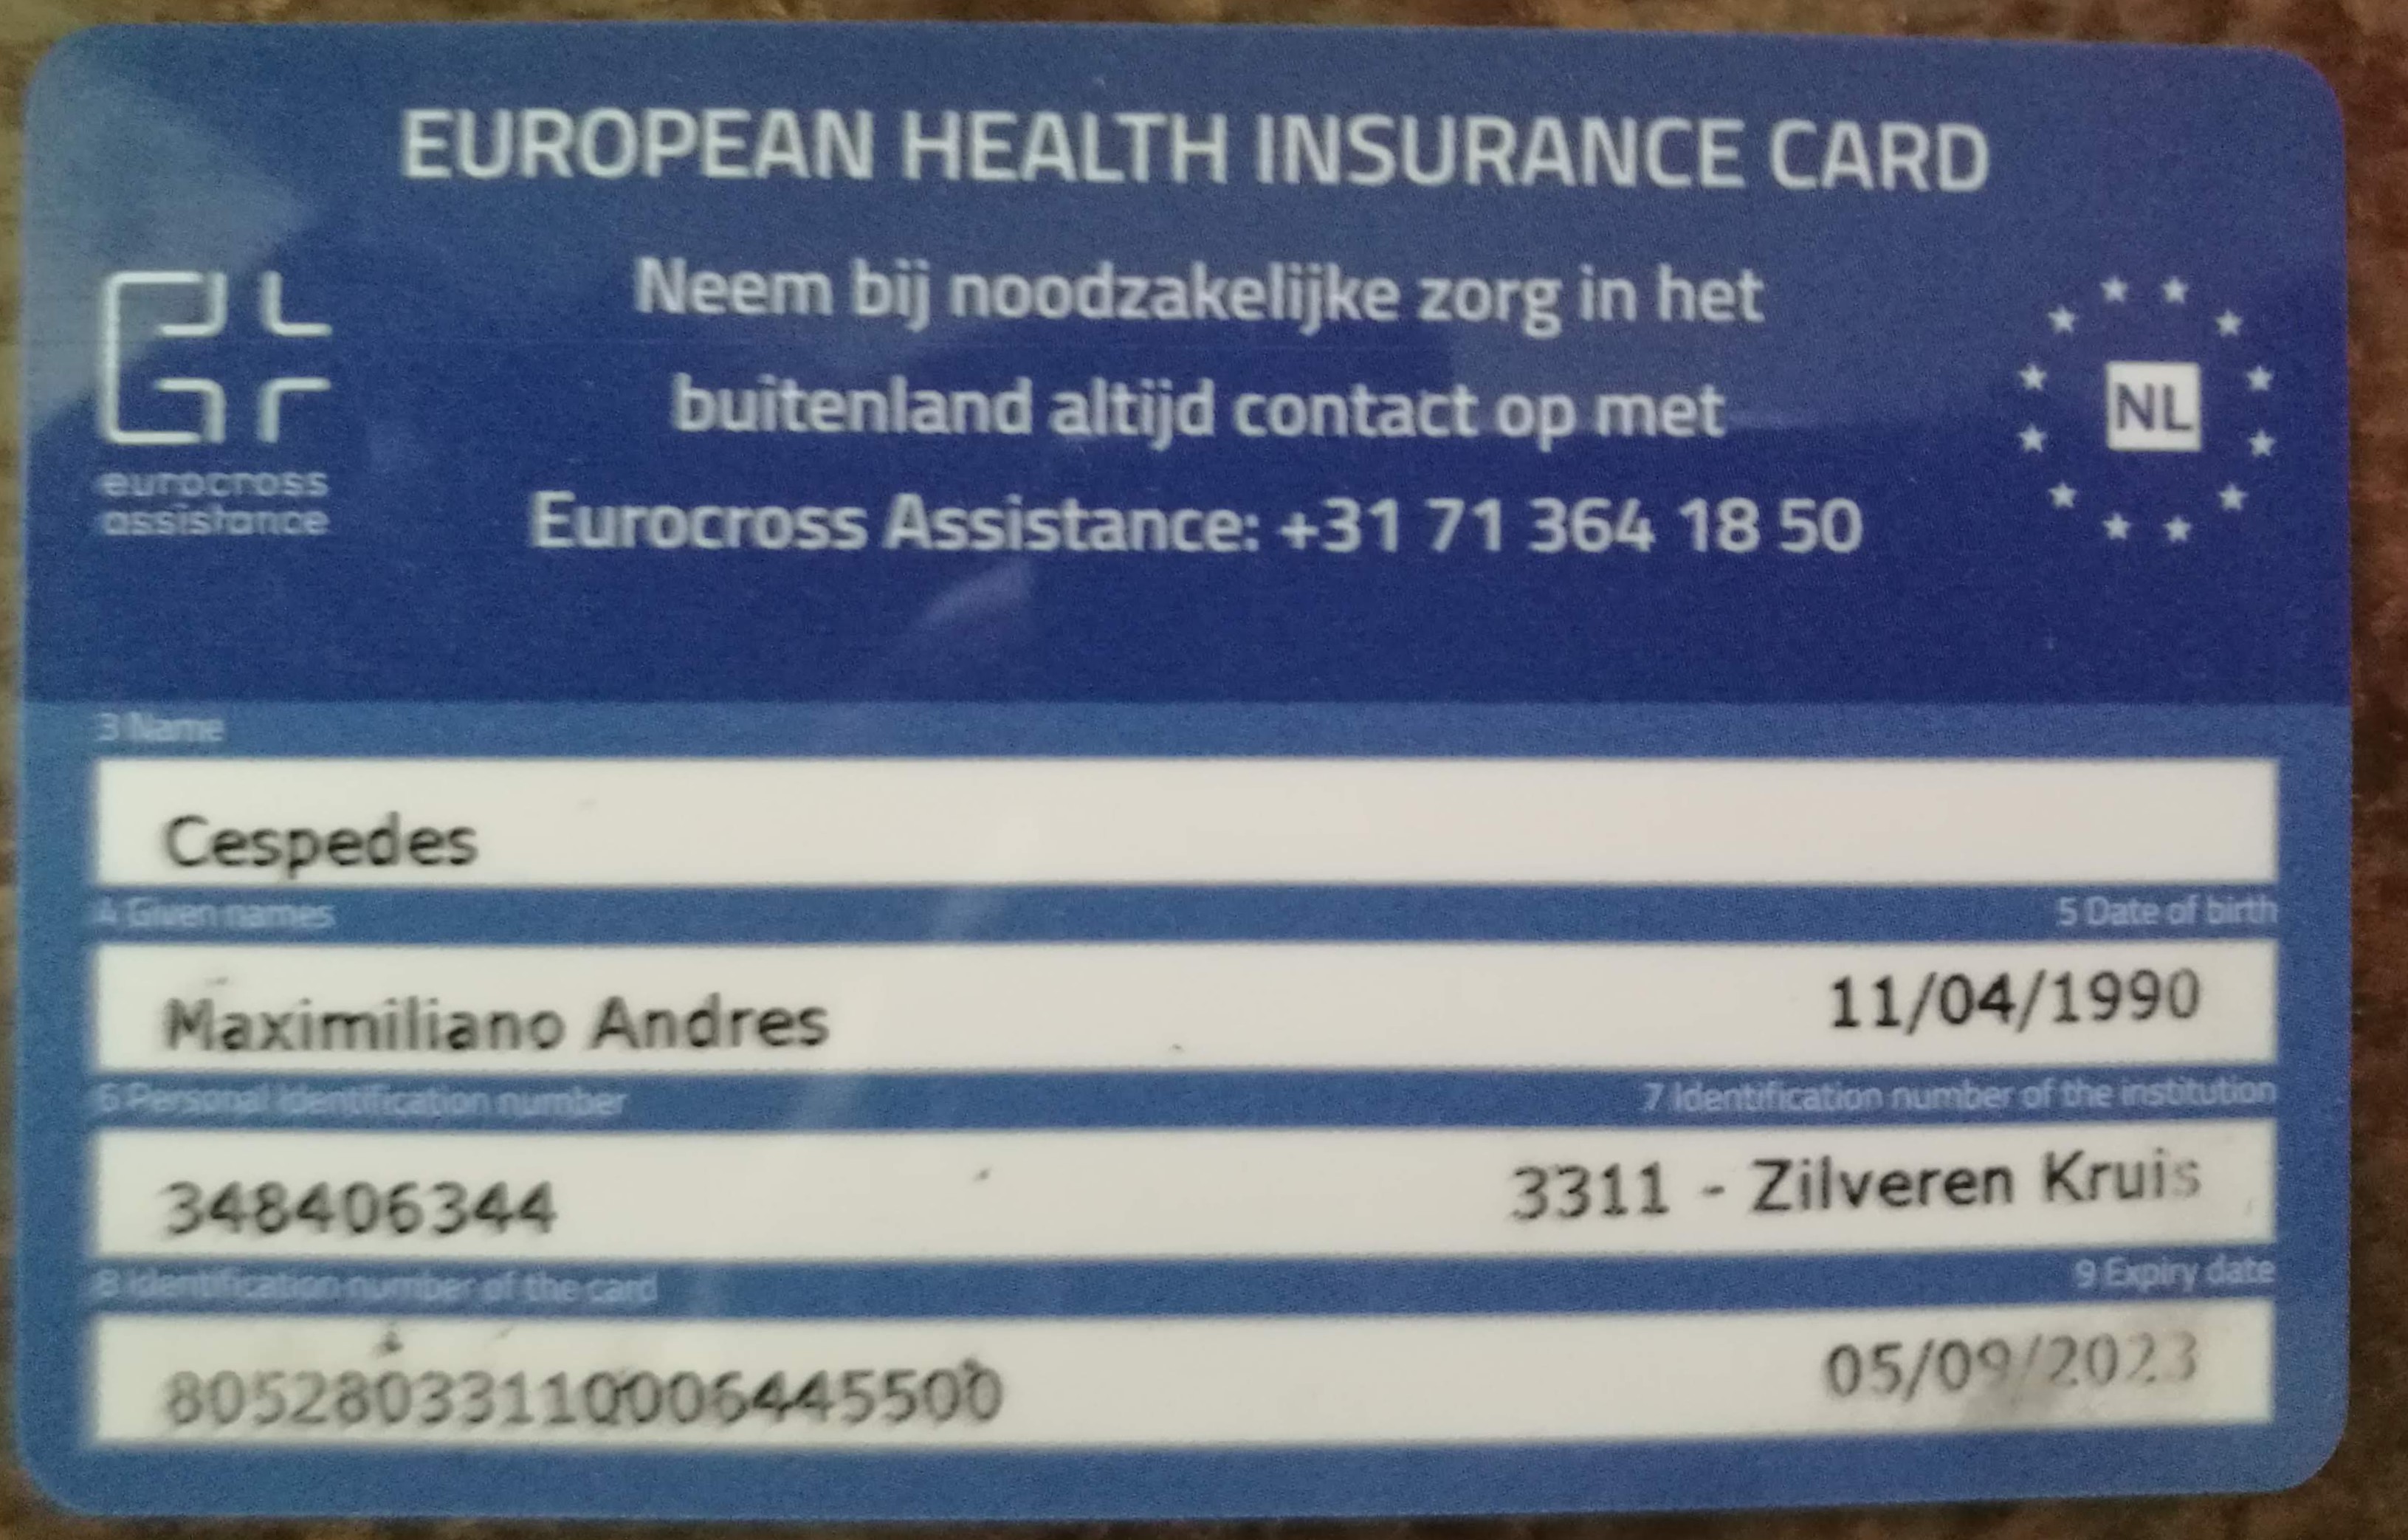 EUROPEAN HEALTH INSURANCE CARD
Neem bij noodzakelijke zorg in het
buitenland altijd contact op met
Eurocross Assistance: +31 71 364 18 50
eurocross
assistance
NL
3 Name
Cespedes
4 Given names
5 Date of birth
Maximiliano Andres
11/04/1990
6 Personal identification number
7 Identification number of the institution
348406344
3311 - Zilveren Kruis
8 Identification number of the card
9 Expiry date
80528033110006445500
05/09/2023